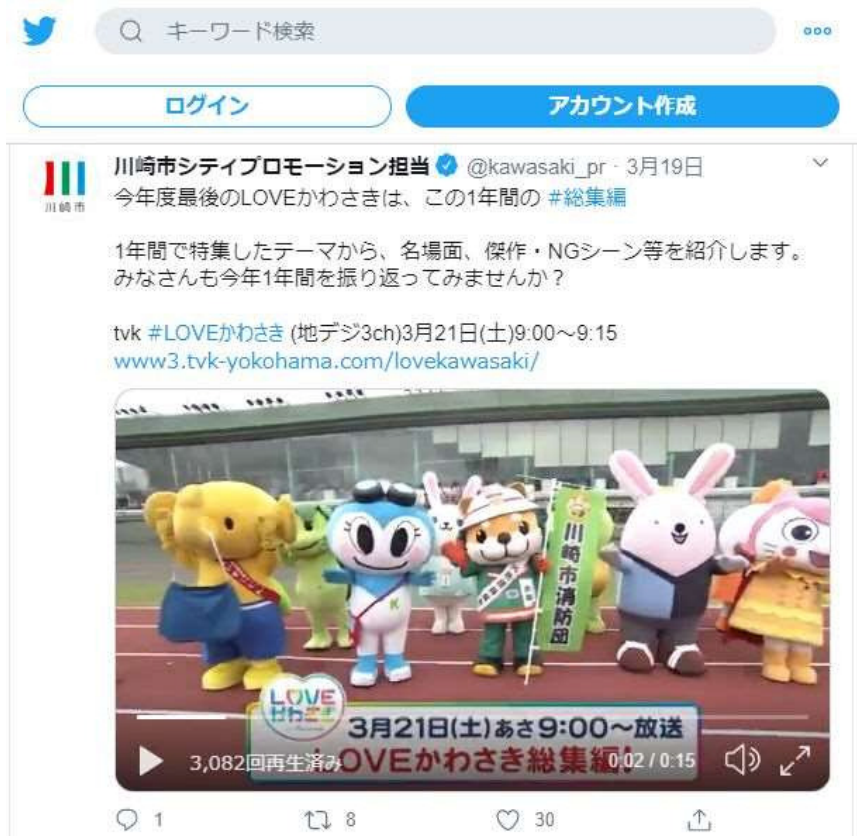 キーワード検索
ログイン
アカウント作成
川崎市シティプロモーション担当 @kawasaki_pr · 3月19日
川崎市
今年度最後のLOVEかわさきは、この1年間の #総集編
1年間で特集したテーマから、名場面、傑作・NGシーン等を紹介します。
みなさんも今年1年間を振り返ってみませんか？
tvk #LOVEかわさき (地デジ3ch)3月21日(土)9:00～9:15
www3.tvk-yokohama.com/lovekawasaki/
川崎市消防団
K
LOVE
かわさき
3月21日(土)あさ9:00～放送
LOVEかわさき総集編!
3,082回再生済み
0:02 / 0:15
1
8
30